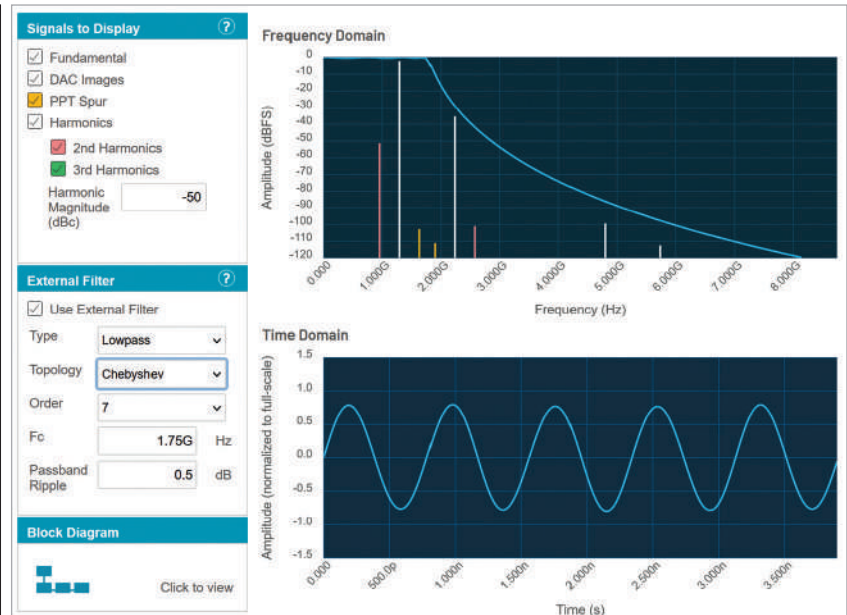 Signals to Display ?
Fundamental
DAC Images
PPT Spur
Harmonics
2nd Harmonics
3rd Harmonics
Harmonic
Magnitude
(dBc)
-50
External Filter ?
Use External Filter
Type Lowpass
Topology Chebyshev
Order 7
Fc 1.75G Hz
Passband
Ripple
0.5 dB
Block Diagram
Click to view
Frequency Domain
Amplitude (dBFS)
0
-10
-20
-30
-40
-50
-60
-70
-80
-90
-100
-110
-120
0.000 1.000G 2.000G 3.000G 4.000G 5.000G 6.000G 7.000G 8.000G
Frequency (Hz)
Time Domain
Amplitude (normalized to full-scale)
1.5
1.0
0.5
0.0
-0.5
-1.0
-1.5
0.000 500.0p 1.000n 1.500n 2.000n 2.500n 3.000n 3.500n
Time (s)